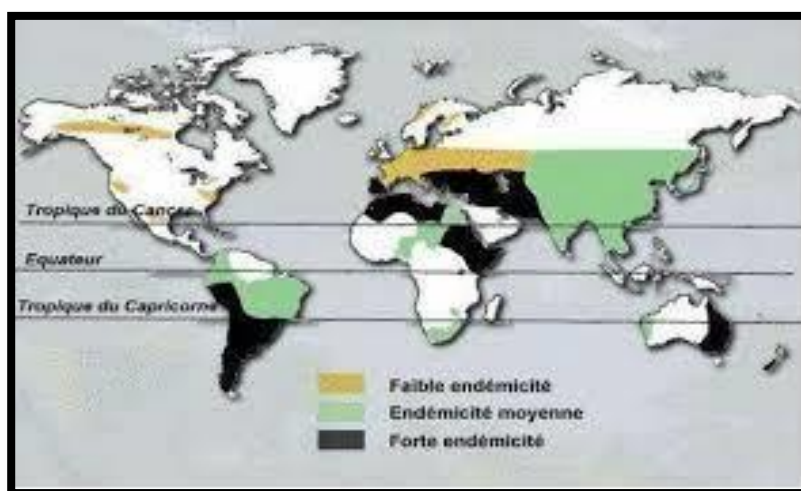 Tropique du Cancer
Equateur
Tropique du Capricorne
Faible endémicité
Endémicité moyenne
Forte endémicité